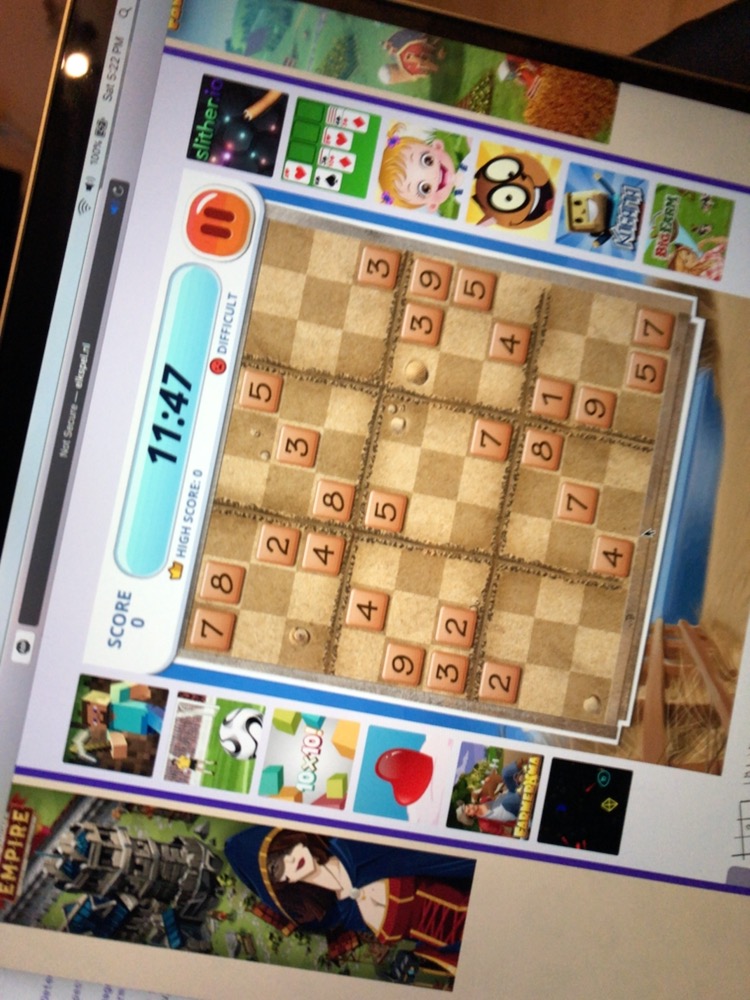 100% Sat 5:22 PM
Not Secure — elkspel.nl
SCORE
0
11:47
HIGH SCORE: 0
DIFFICULT
7 8 5
2 3
4 8 3
4 5 3 9
9 5
3 2 7 4
2 8 1
7 9
4 5 7
EMPIRE
10x10!
FARMERAMA
slither.io
KOGAMA
BIGFARM